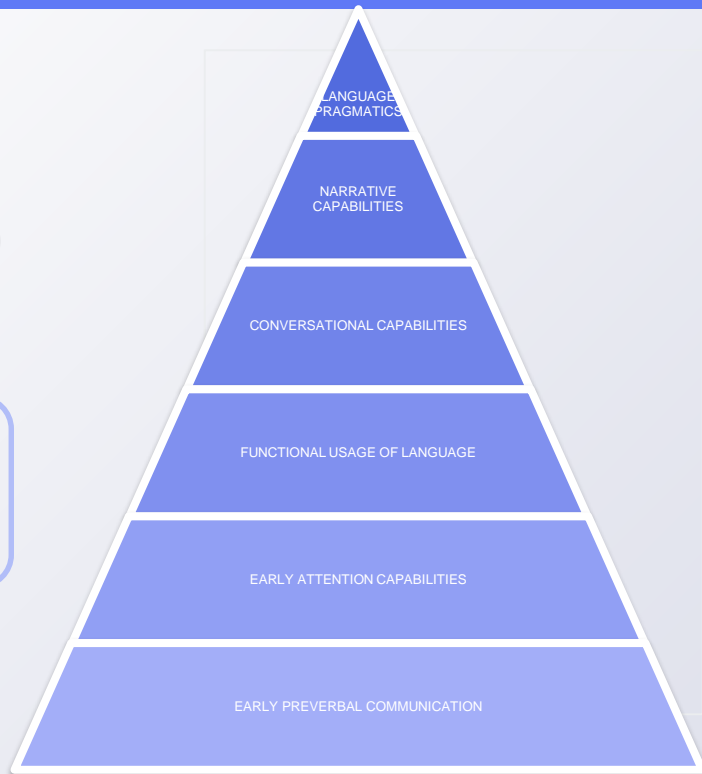 LANGUAGE
PRAGMATICS
NARRATIVE
CAPABILITIES
CONVERSATIONAL CAPABILITIES
FUNCTIONAL USAGE OF LANGUAGE
EARLY ATTENTION CAPABILITIES
EARLY PREVERBAL COMMUNICATION